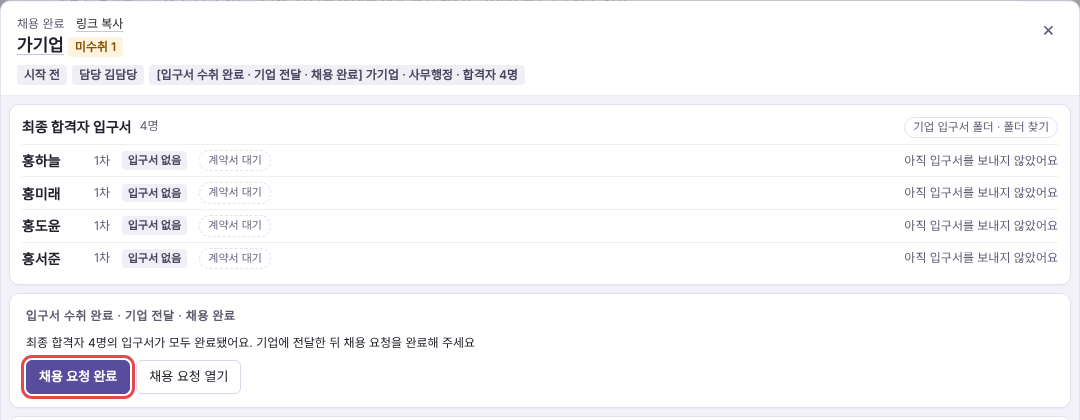 채용 완료 링크 복사
가기업 미수취 1
시작 전 담당 김담당 [입구서 수취 완료 · 기업 전달 · 채용 완료] 가기업 · 사무행정 · 합격자 4명
최종 합격자 입구서 4명 기업 입구서 폴더 · 폴더 찾기
홍하늘 1차 입구서 없음 계약서 대기 아직 입구서를 보내지 않았어요
홍미래 1차 입구서 없음 계약서 대기 아직 입구서를 보내지 않았어요
홍도윤 1차 입구서 없음 계약서 대기 아직 입구서를 보내지 않았어요
홍서준 1차 입구서 없음 계약서 대기 아직 입구서를 보내지 않았어요
입구서 수취 완료 · 기업 전달 · 채용 완료
최종 합격자 4명의 입구서가 모두 완료됐어요. 기업에 전달한 뒤 채용 요청을 완료해 주세요
채용 요청 완료 채용 요청 열기